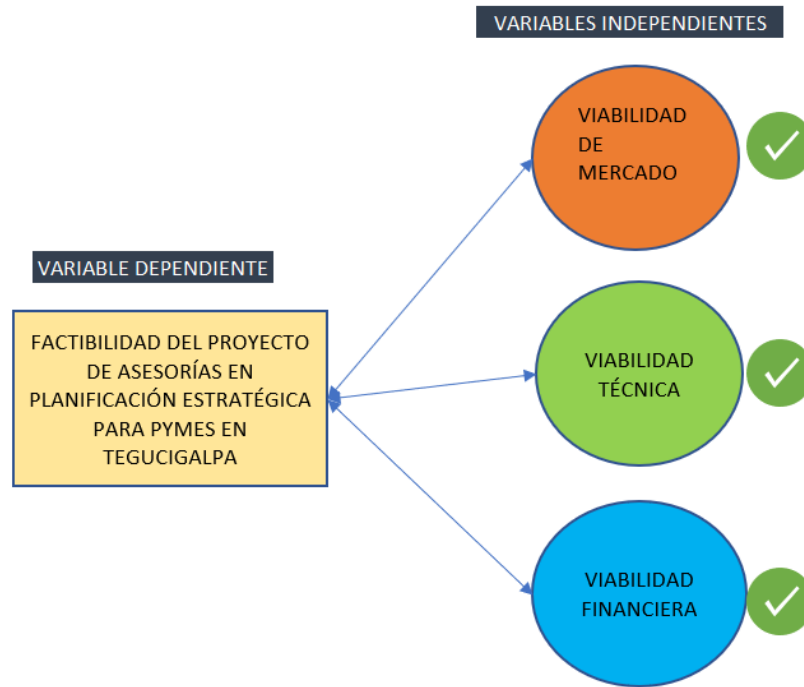 VARIABLES INDEPENDIENTES
VIABILIDAD
DE
MERCADO
VARIABLE DEPENDIENTE
FACTIBILIDAD DEL PROYECTO
DE ASESORÍAS EN
PLANIFICACIÓN ESTRATÉGICA
PARA PYMES EN
TEGUCIGALPA
VIABILIDAD
TÉCNICA
VIABILIDAD
FINANCIERA